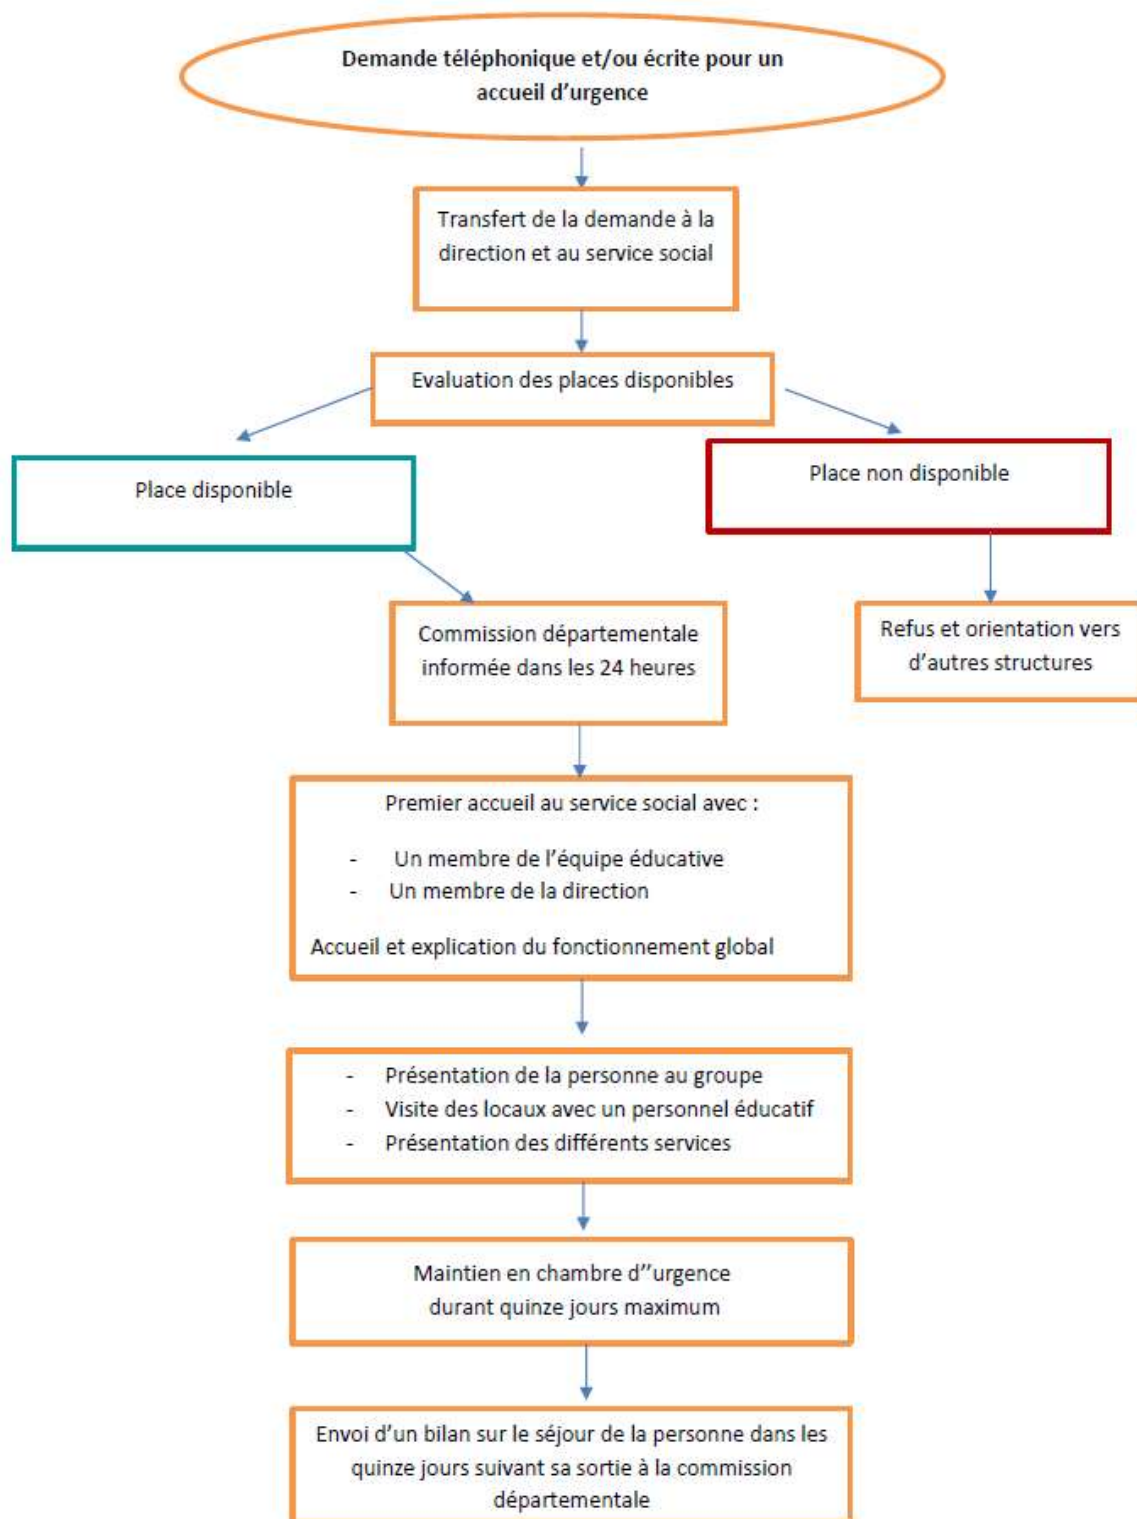 Demande téléphonique et/ou écrite pour un
accueil d’urgence
Transfert de la demande à la
direction et au service social
Evaluation des places disponibles
Place disponible
Place non disponible
Commission départementale
informée dans les 24 heures
Refus et orientation vers
d’autres structures
Premier accueil au service social avec :
- Un membre de l’équipe éducative
- Un membre de la direction
Accueil et explication du fonctionnement global
- Présentation de la personne au groupe
- Visite des locaux avec un personnel éducatif
- Présentation des différents services
Maintien en chambre d’’urgence
durant quinze jours maximum
Envoi d’un bilan sur le séjour de la personne dans les
quinze jours suivant sa sortie à la commission
départementale